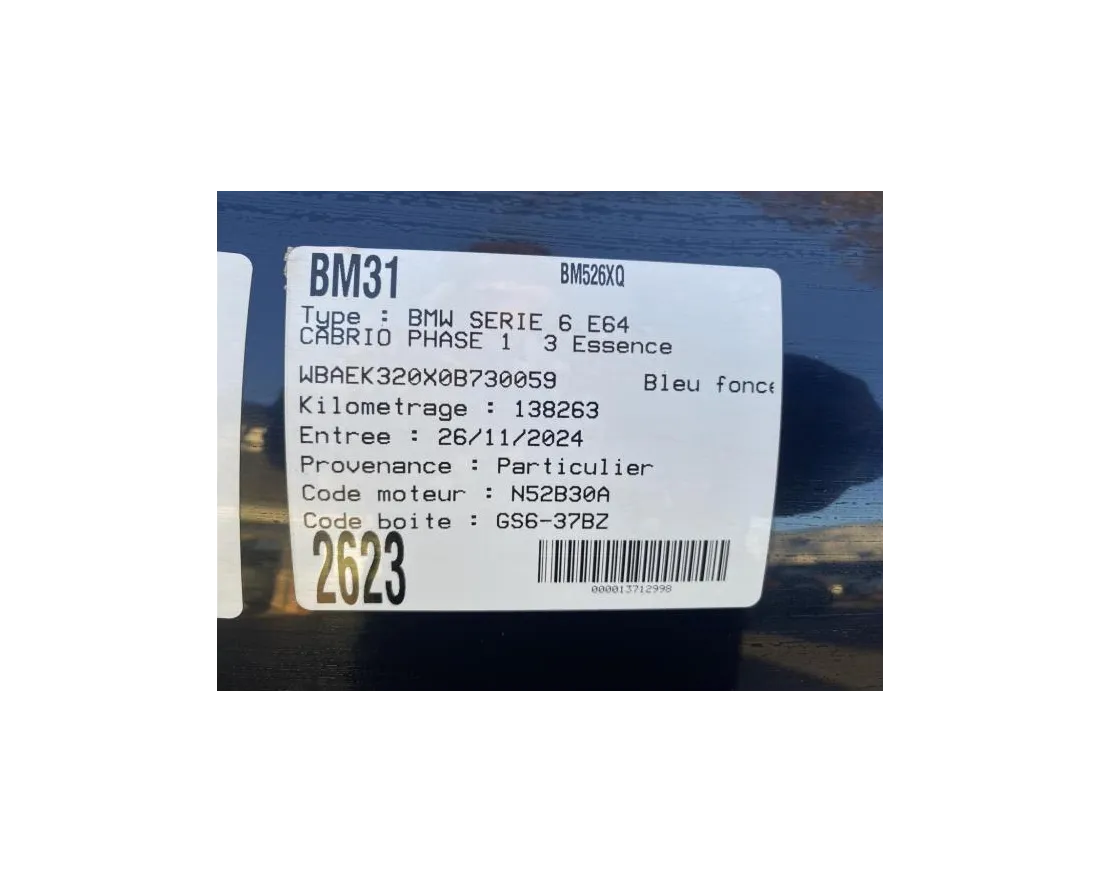 BM31 BM526XQ
Type : BMW SERIE 6 E64
CABRIO PHASE 1 3 Essence
WBAEK320X0B730059 Bleu fonce
Kilometrage : 138263
Entree : 26/11/2024
Provenance : Particulier
Code moteur : N52B30A
Code boite : GS6-37BZ
2623
000013712998